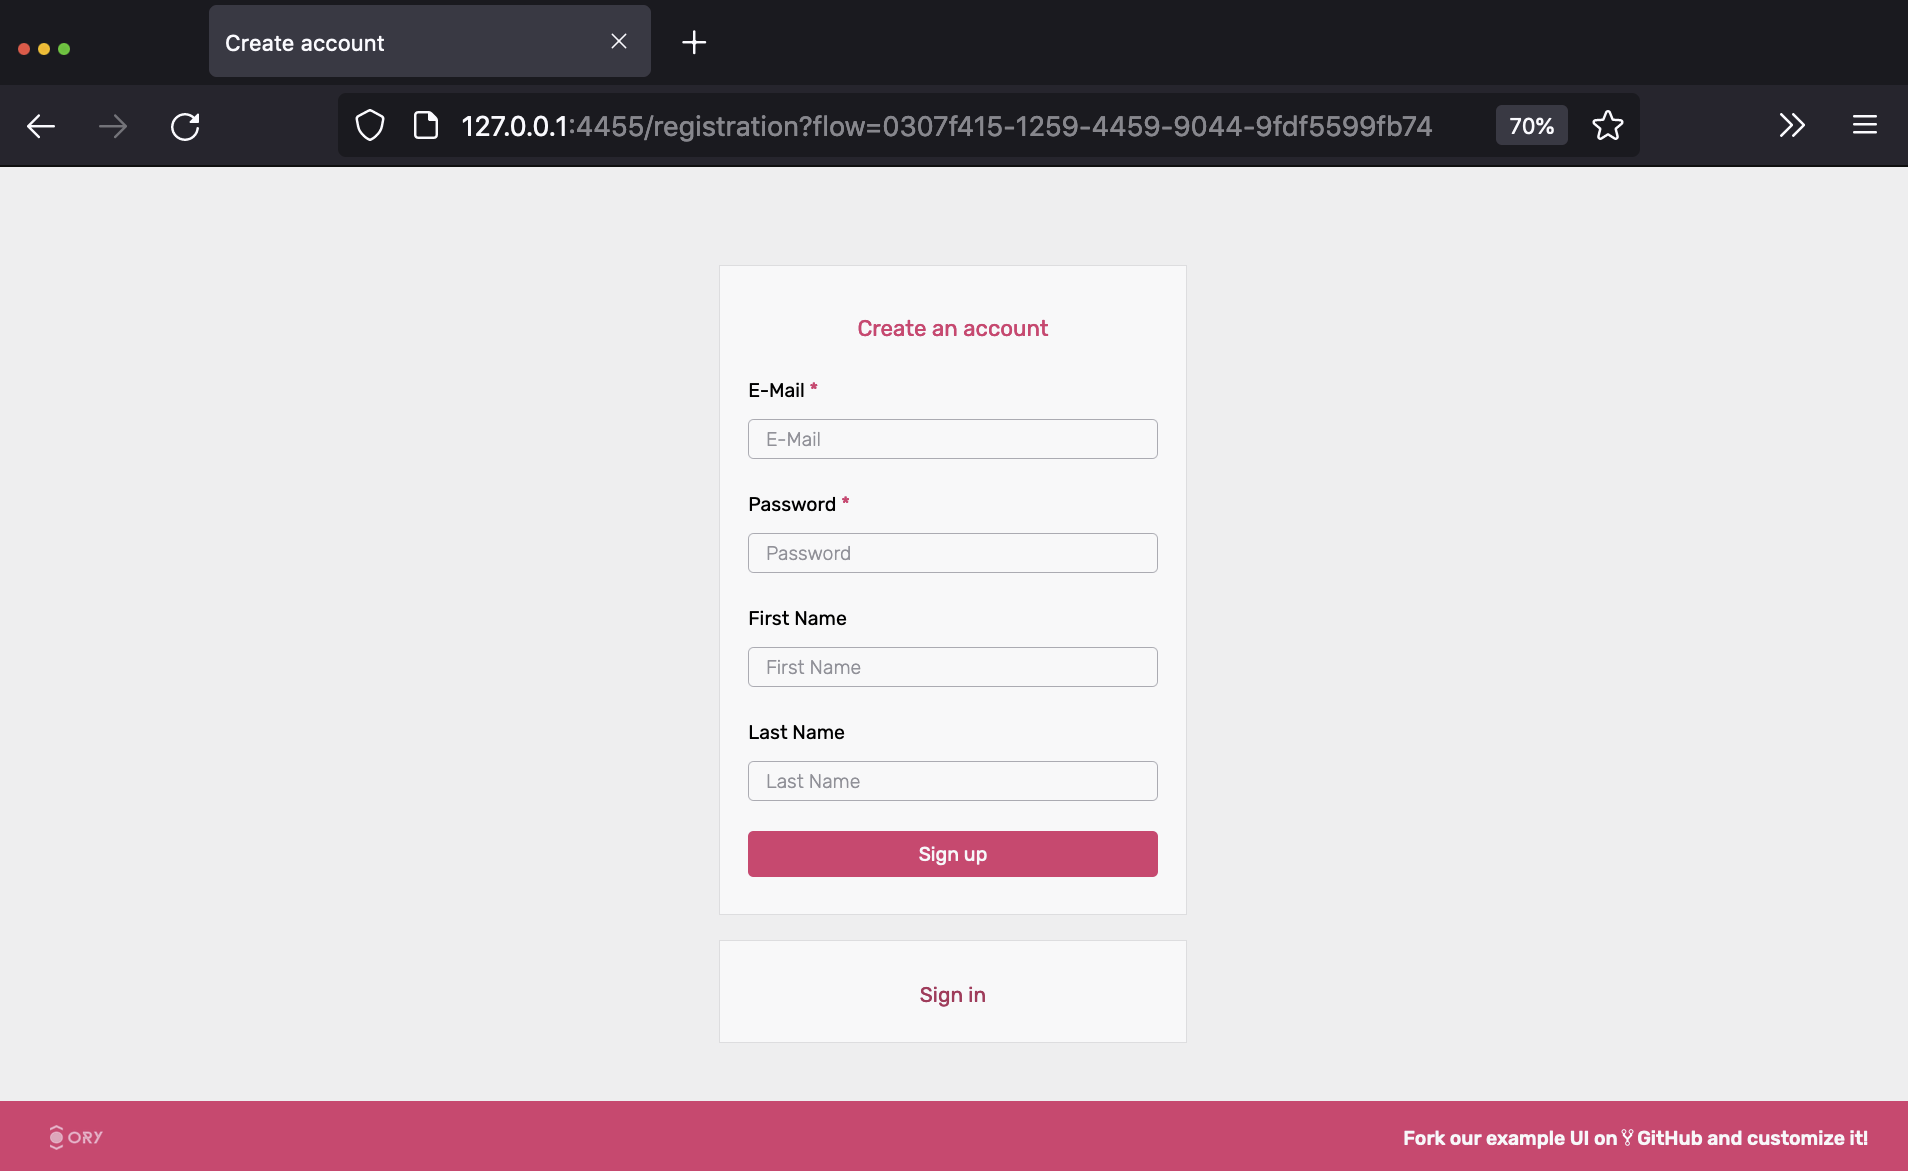 Create account
127.0.0.1:4455/registration?flow=0307f415-1259-4459-9044-9fdf5599fb74
70%
Create an account
E-Mail *
E-Mail
Password *
Password
First Name
First Name
Last Name
Last Name
Sign up
Sign in
ORY
Fork our example UI on GitHub and customize it!